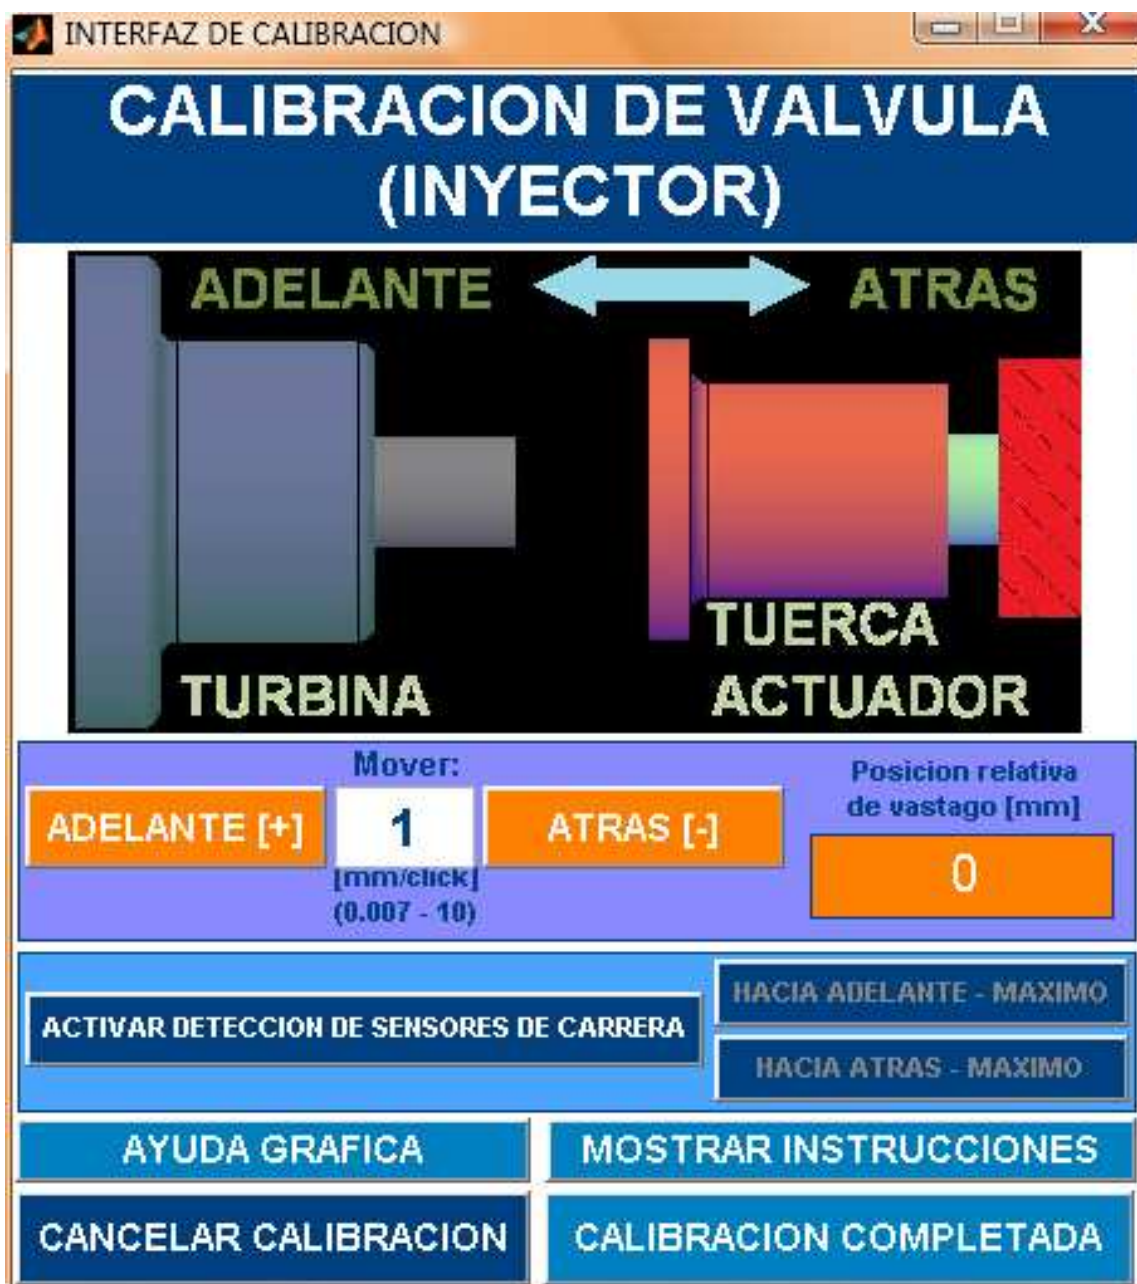 INTERFAZ DE CALIBRACION
CALIBRACION DE VALVULA
(INYECTOR)
ADELANTE
ATRAS
TUERCA
TURBINA
ACTUADOR
Mover:
Posicion relativa
de vastago [mm]
ADELANTE [+]
1
ATRAS [-]
0
[mm/click]
(0.007 - 10)
ACTIVAR DETECCION DE SENSORES DE CARRERA
HACIA ADELANTE - MAXIMO
HACIA ATRAS - MAXIMO
AYUDA GRAFICA
MOSTRAR INSTRUCCIONES
CANCELAR CALIBRACION
CALIBRACION COMPLETADA